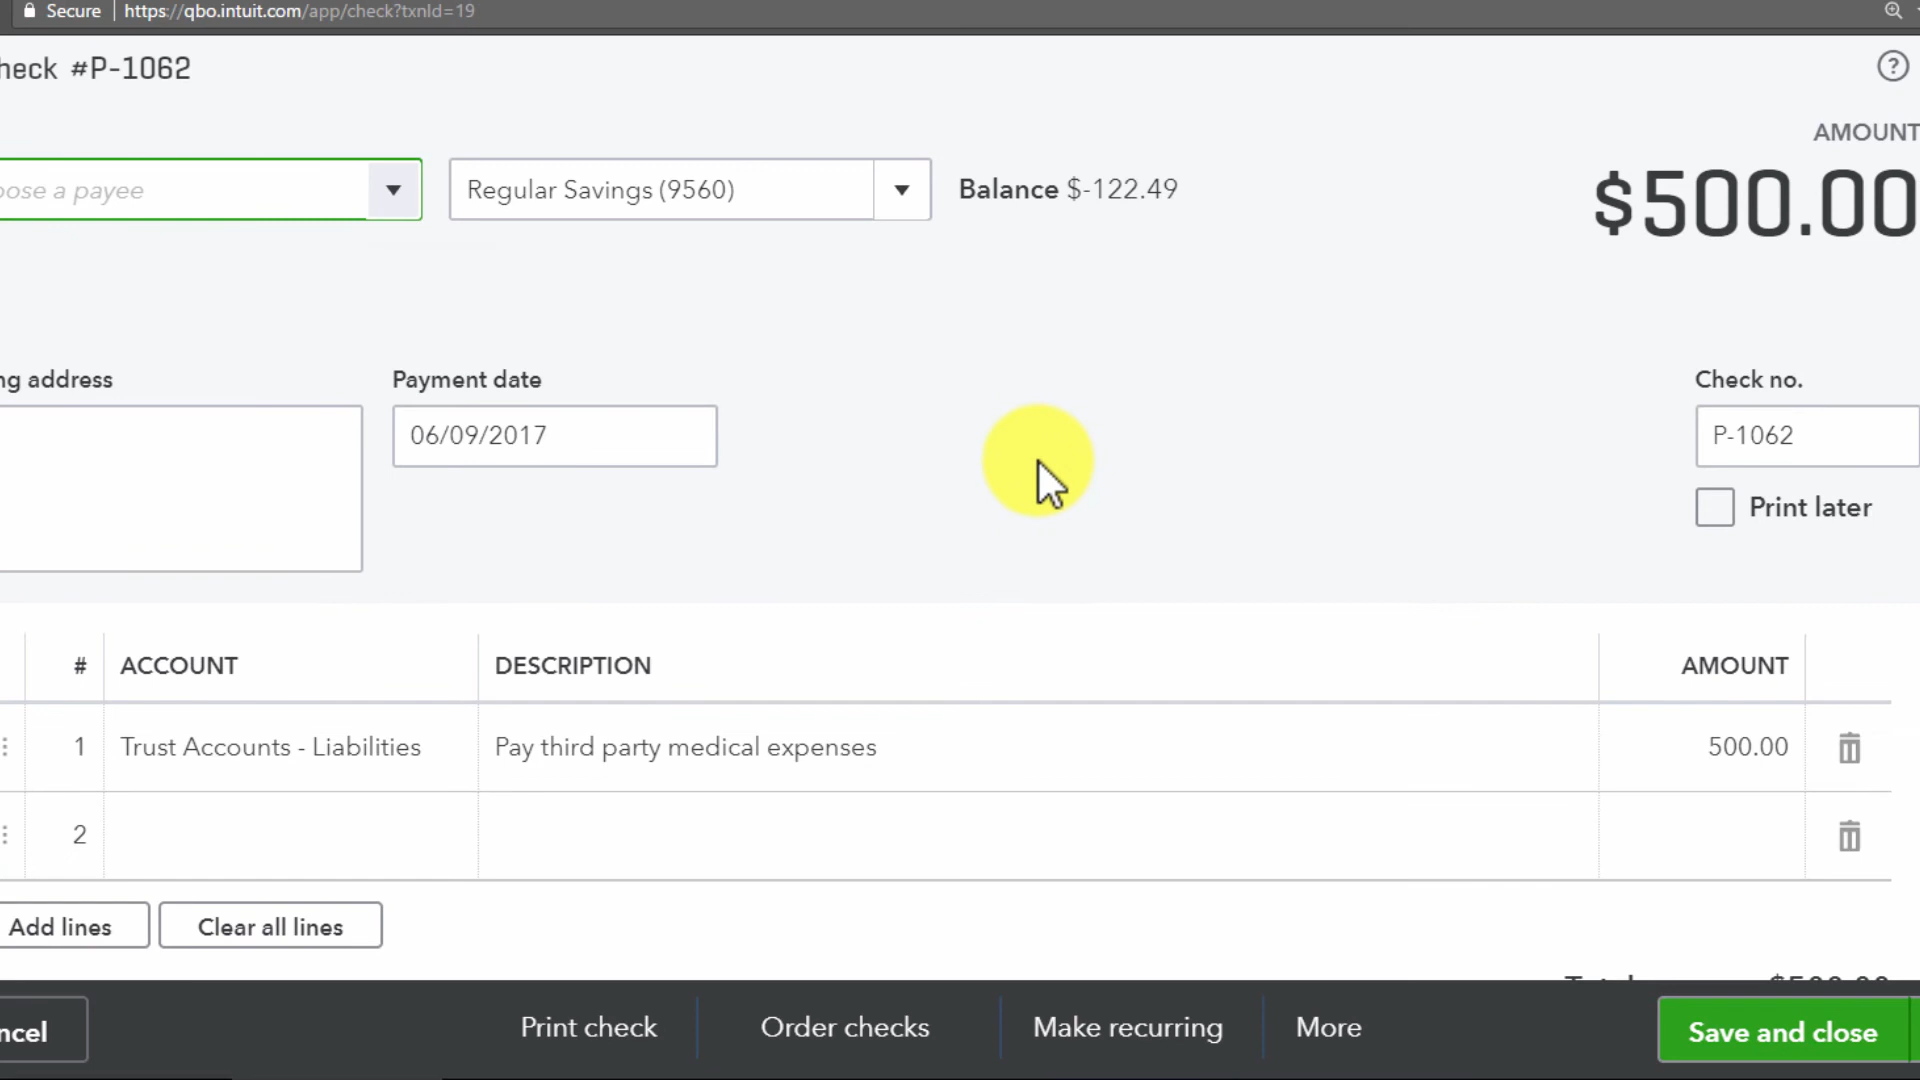 Secure https://qbo.intuit.com/app/check?txnId=19
heck #P-1062
AMOUNT
oose a payee
Regular Savings (9560)
Balance $-122.49
$500.00
ng address
Payment date
Check no.
06/09/2017
P-1062
Print later
# ACCOUNT DESCRIPTION AMOUNT
1 Trust Accounts - Liabilities Pay third party medical expenses 500.00
2
Add lines
Clear all lines
ncel
Print check
Order checks
Make recurring
More
Save and close